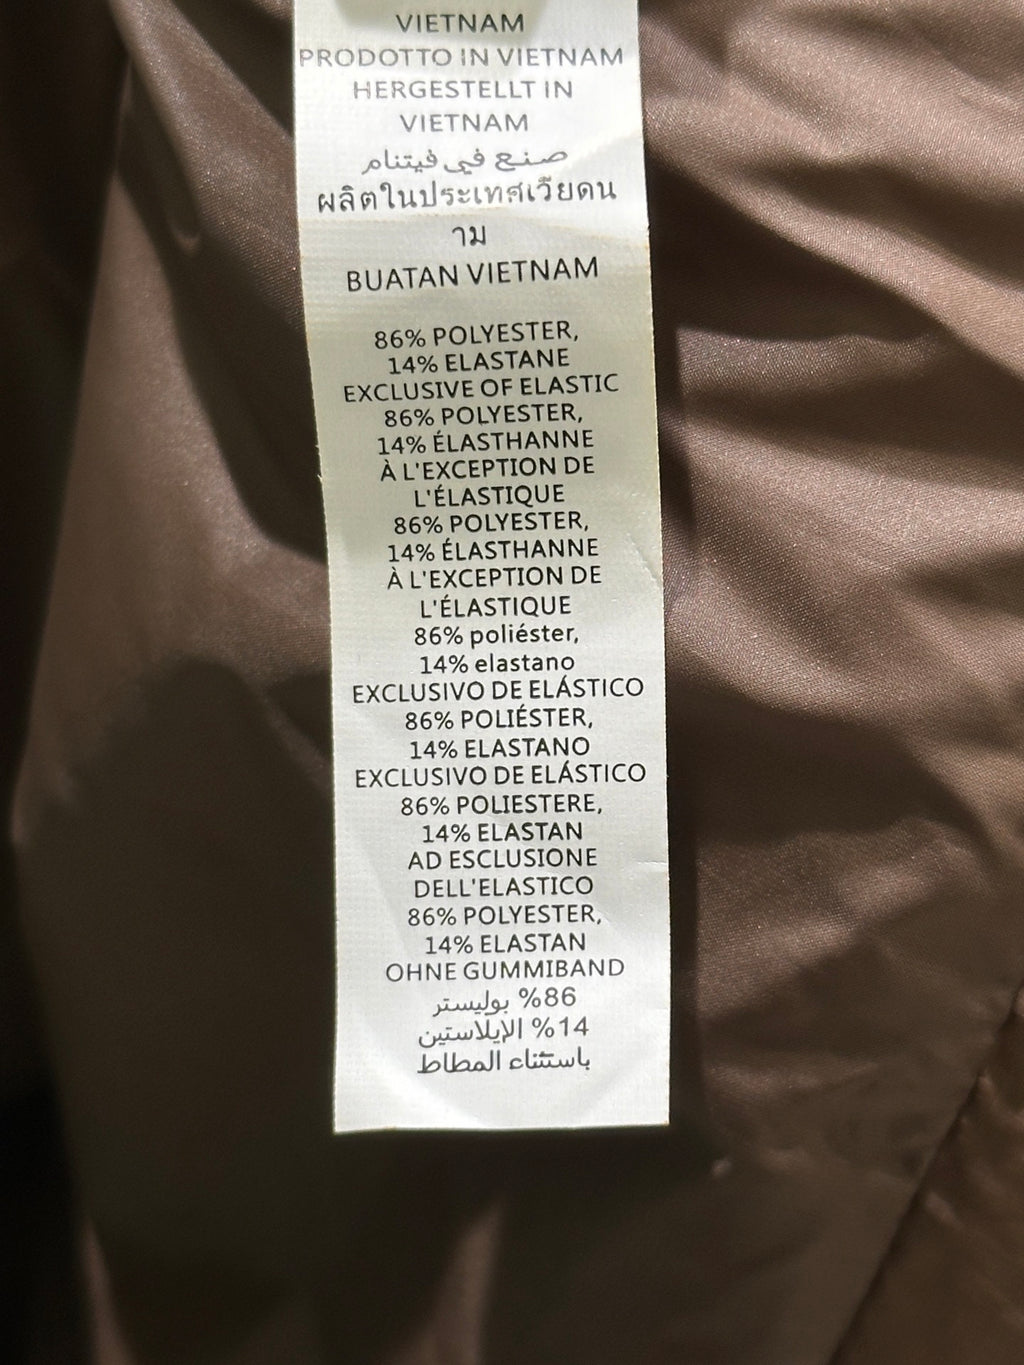 VIETNAM
PRODOTTO IN VIETNAM
HERGESTELLT IN
VIETNAM
صنع في فيتنام
ผลิตในประเทศเวียดน
าม
BUATAN VIETNAM
86% POLYESTER,
14% ELASTANE
EXCLUSIVE OF ELASTIC
86% POLYESTER,
14% ÉLASTHANNE
À L'EXCEPTION DE
L'ÉLASTIQUE
86% POLYESTER,
14% ÉLASTHANNE
À L'EXCEPTION DE
L'ÉLASTIQUE
86% poliéster,
14% elastano
EXCLUSIVO DE ELÁSTICO
86% POLIÉSTER,
14% ELASTANO
EXCLUSIVO DE ELÁSTICO
86% POLIESTERE,
14% ELASTAN
AD ESCLUSIONE
DELL'ELASTICO
86% POLYESTER,
14% ELASTAN
OHNE GUMMIBAND
86% بوليستر
14% الإيلاستين
باستثناء المطاط